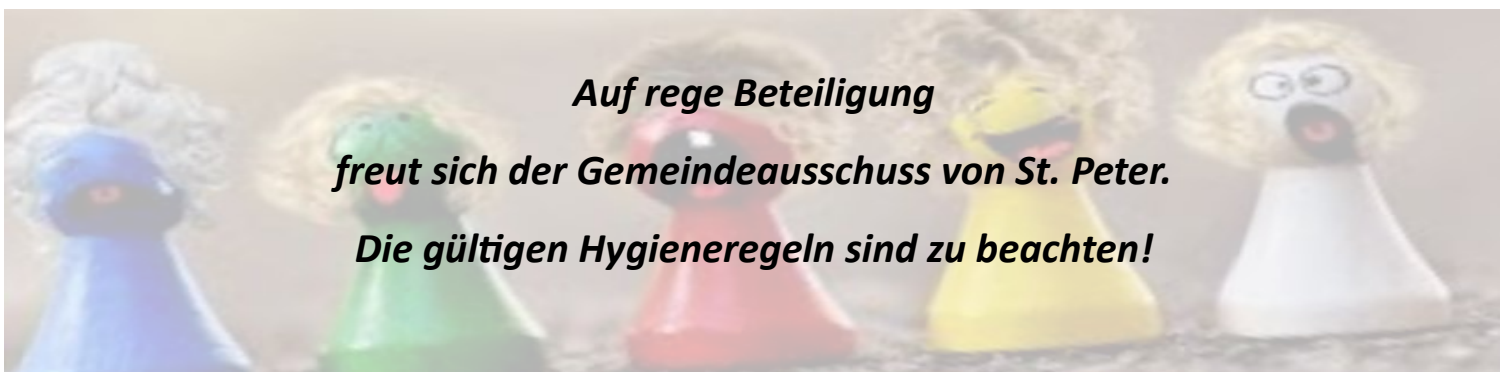 Auf rege Beteiligung
freut sich der Gemeindeausschuss von St. Peter.
Die gültigen Hygieneregeln sind zu beachten!